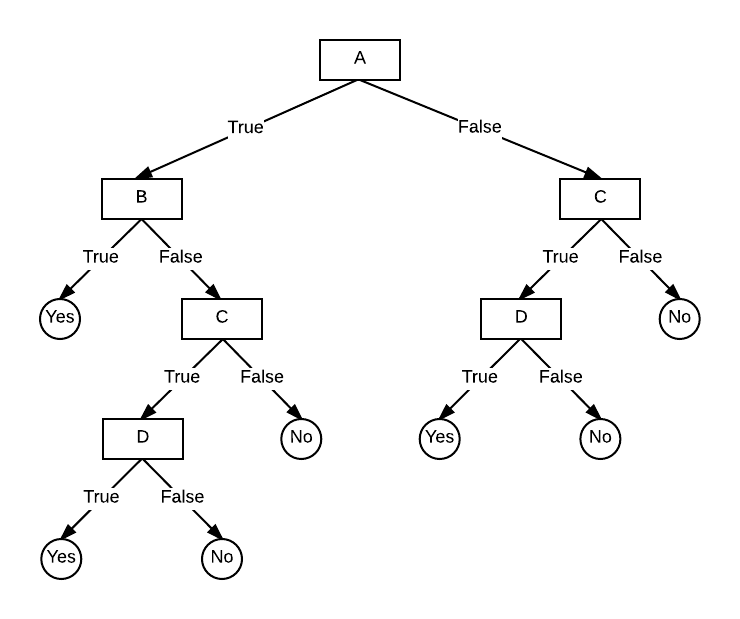 A
True
False
B
C
True
False
True
False
Yes
C
D
No
True
False
True
False
D
No
Yes
No
True
False
Yes
No